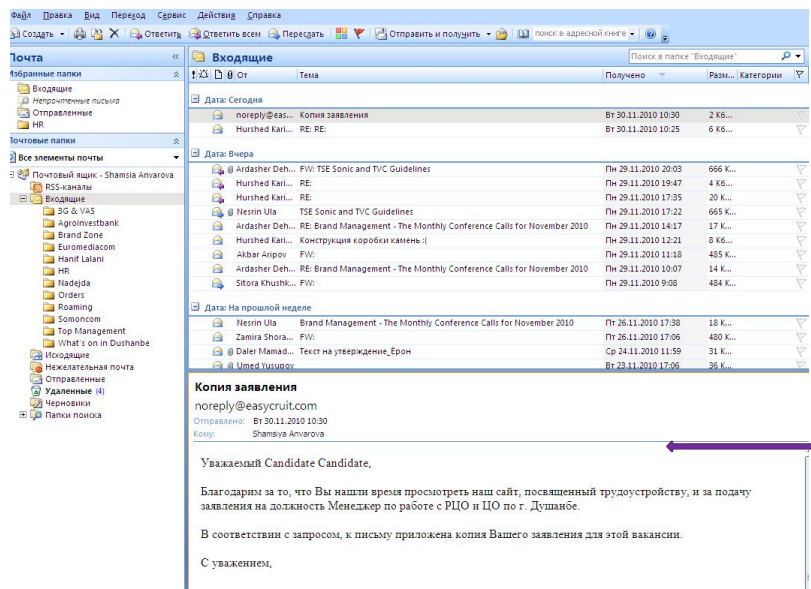 Файл Правка Вид Переход Сервис Действия Справка
Создать Ответить Ответить всем Переслать Отправить и получить поиск в адресной книге
Почта
Избранные папки
Входящие
Непрочтенные письма
Отправленные
HR
Почтовые папки
Все элементы почты
Почтовый ящик - Shamsia Anvarova
RSS-каналы
Входящие
3G & VAS
Agroinvestbank
Brand Zone
Euromediacom
Hanif Lalani
HR
Nadejda
Orders
Roaming
Somoncom
Top Management
What's on in Dushanbe
Исходящие
Нежелательная почта
Отправленные
Удаленные (4)
Черновики
Папки поиска
Входящие
Поиск в папке "Входящие"
От Тема Получено Разм... Категории
Дата: Сегодня
noreply@eas... Копия заявления Вт 30.11.2010 10:30 2 Кб...
Hurshed Kari... RE: RE: Вт 30.11.2010 10:25 6 Кб...
Дата: Вчера
Ardasher Deh... FW: TSE Sonic and TVC Guidelines Пн 29.11.2010 20:03 666 К...
Hurshed Kari... RE: Пн 29.11.2010 19:47 4 Кб...
Hurshed Kari... RE: Пн 29.11.2010 17:35 20 К...
Nesrin Ula TSE Sonic and TVC Guidelines Пн 29.11.2010 17:22 665 К...
Ardasher Deh... RE: Brand Management - The Monthly Conference Calls for November 2010 Пн 29.11.2010 14:17 17 К...
Hurshed Kari... Конструкция коробки камень :( Пн 29.11.2010 12:21 8 Кб...
Akbar Aripov FW: Пн 29.11.2010 11:18 485 К...
Ardasher Deh... RE: Brand Management - The Monthly Conference Calls for November 2010 Пн 29.11.2010 10:07 14 К...
Sitora Khushk... FW: Пн 29.11.2010 9:08 484 К...
Дата: На прошлой неделе
Nesrin Ula Brand Management - The Monthly Conference Calls for November 2010 Пт 26.11.2010 17:38 18 К...
Zamira Shora... FW: Пт 26.11.2010 17:06 480 К...
Daler Mamad... Текст на утверждение_Ёрон Ср 24.11.2010 11:59 31 К...
Umed Yusupov Вт 23.11.2010 17:06 36 К...
Копия заявления
noreply@easycruit.com
Отправлено: Вт 30.11.2010 10:30
Кому: Shamsiya Anvarova
Уважаемый Candidate Candidate,
Благодарим за то, что Вы нашли время просмотреть наш сайт, посвященный трудоустройству, и за подачу
заявления на должность Менеджер по работе с РЦО и ЦО по г. Душанбе.
В соответствии с запросом, к письму приложена копия Вашего заявления для этой вакансии.
С уважением,